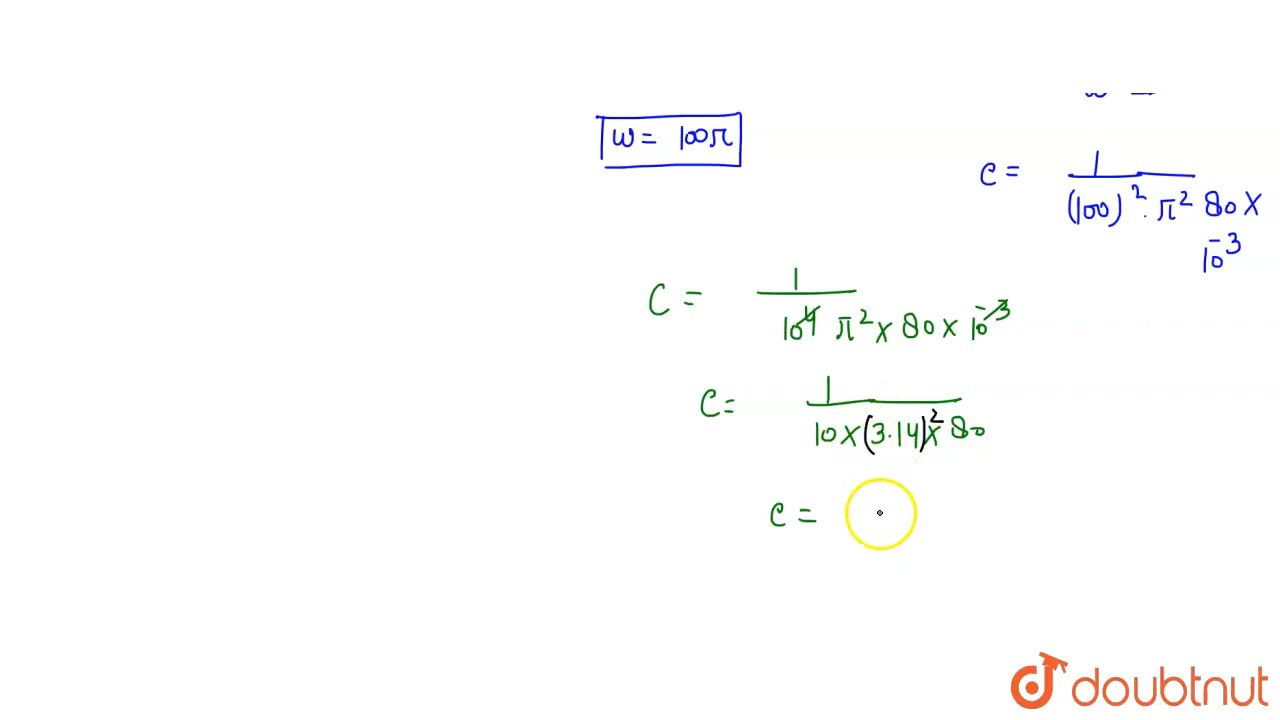 ω = 100π
C = 1 / (100)² · π² 80 × 10⁻³
C = 1 / 10⁴ π² × 80 × 10⁻³
C = 1 / 10 × (3.14)² × 80
C =
doubtnut